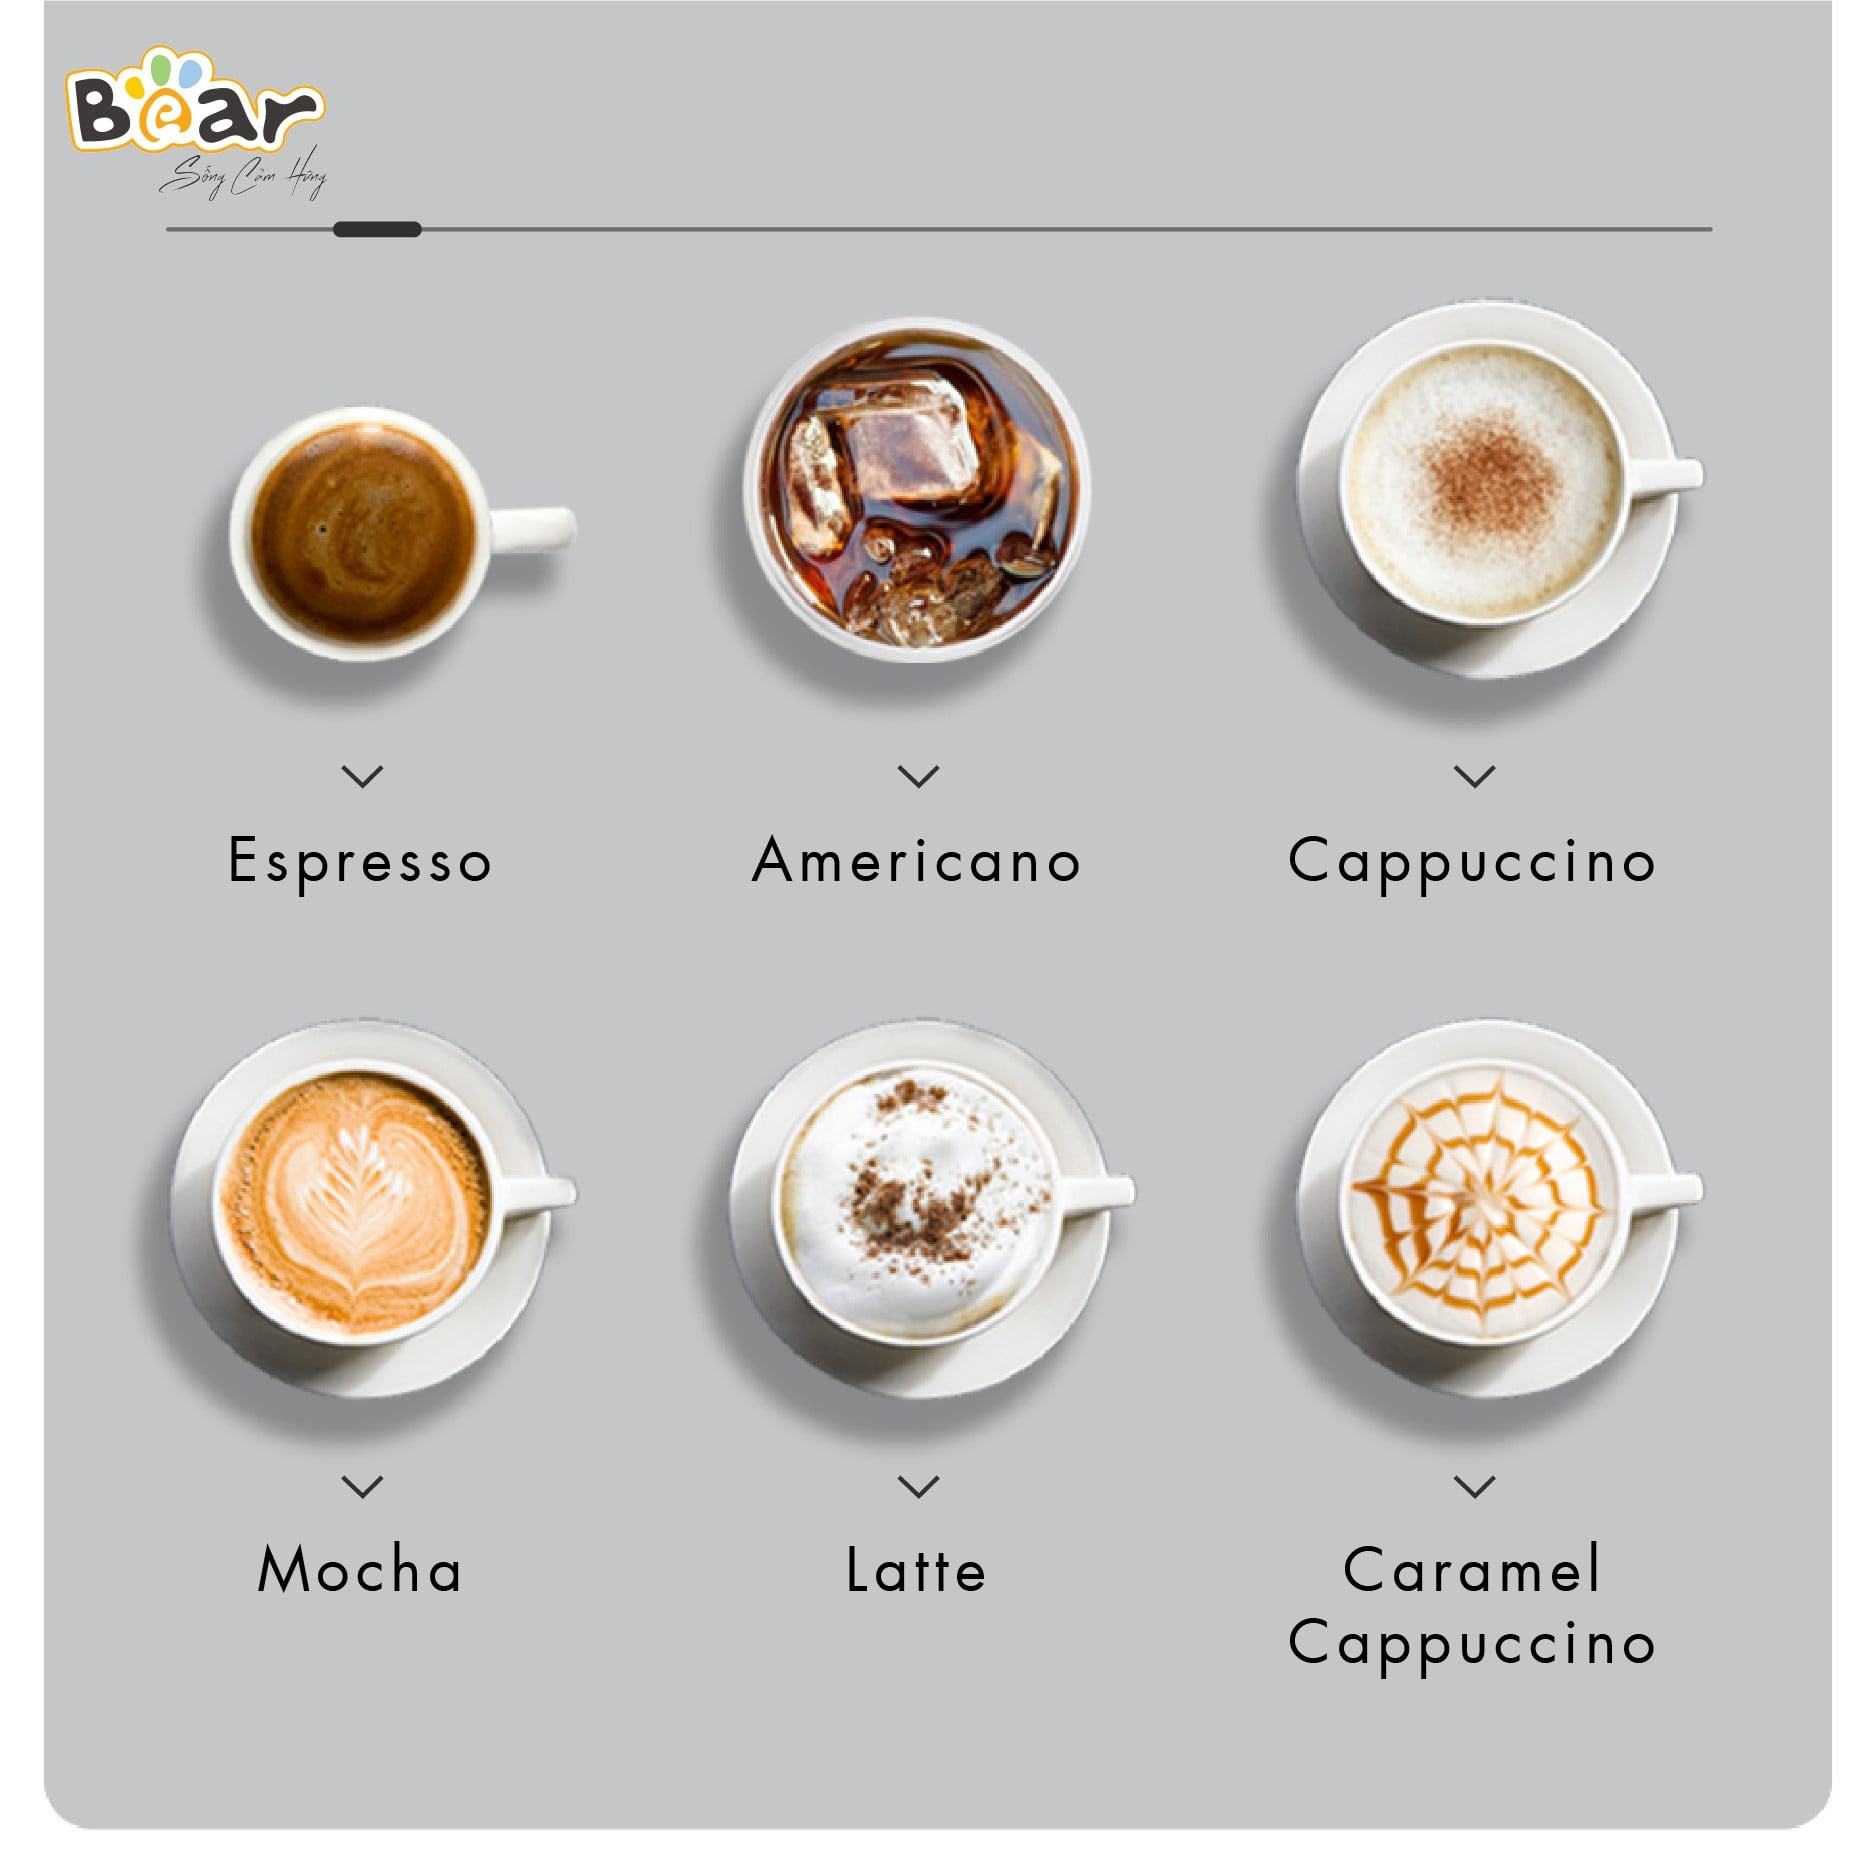 Bear
Sống Cảm Hứng
Espresso
Americano
Cappuccino
Mocha
Latte
Caramel
Cappuccino